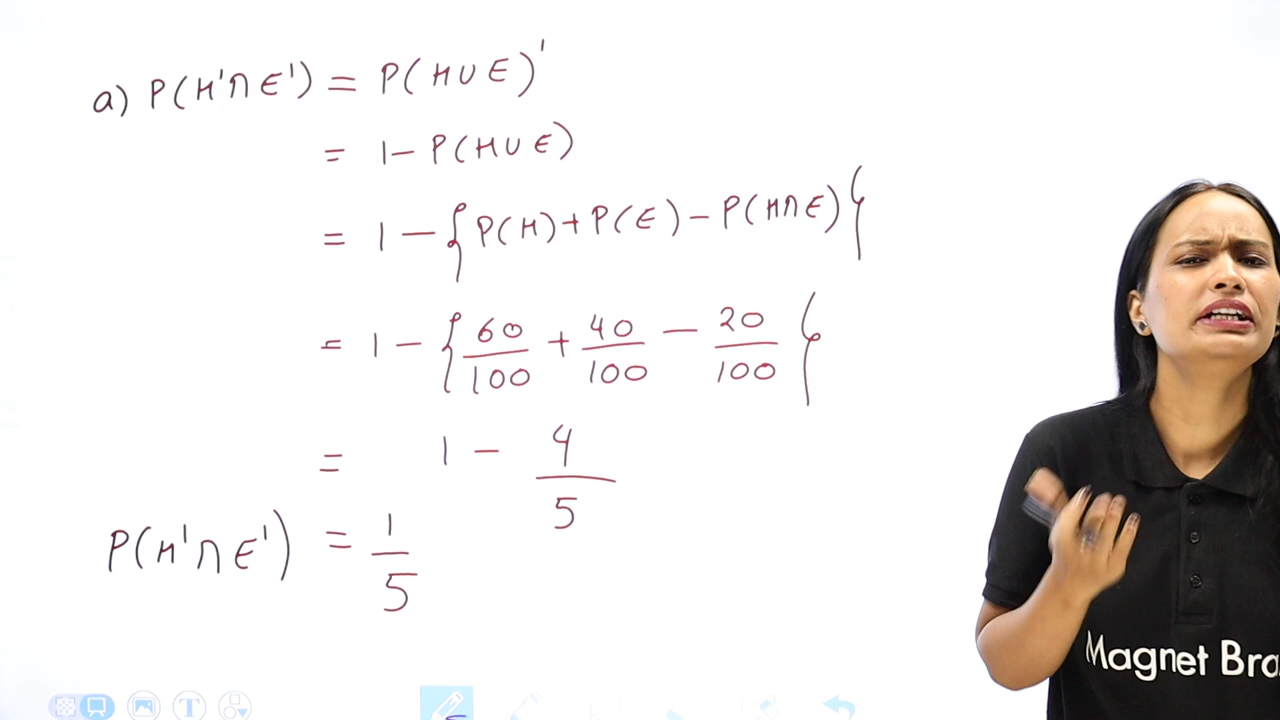 a) P(H'∩E') = P(H∪E)'
= 1 − P(H∪E)
= 1 − { P(H) + P(E) − P(H∩E) }
= 1 − { 60/100 + 40/100 − 20/100 }
= 1 − 4/5
P(H'∩E') = 1/5
Magnet Bra
T